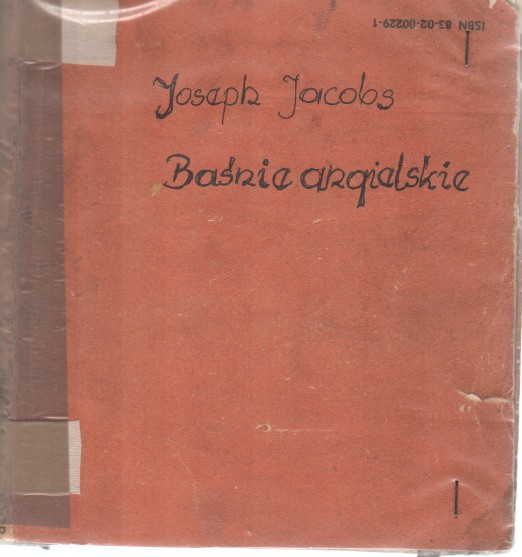 ISBN 83-02-00229-1
Joseph Jacobs
Baśnie angielskie